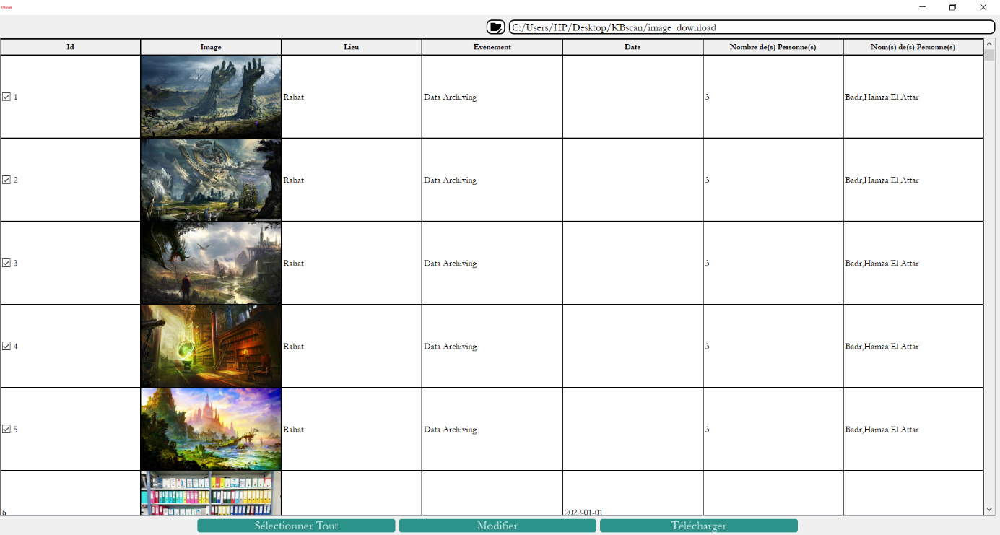 KBscan
C:/Users/HP/Desktop/KBscan/image_download
Id Image Lieu Événement Date Nombre de(s) Pérsonne(s) Nom(s) de(s) Pérsonne(s)
1 Rabat Data Archiving 3 Badr,Hamza El Attar
2 Rabat Data Archiving 3 Badr,Hamza El Attar
3 Rabat Data Archiving 3 Badr,Hamza El Attar
4 Rabat Data Archiving 3 Badr,Hamza El Attar
5 Rabat Data Archiving 3 Badr,Hamza El Attar
6 2022-01-01
Sélectionner Tout Modifier Télécharger